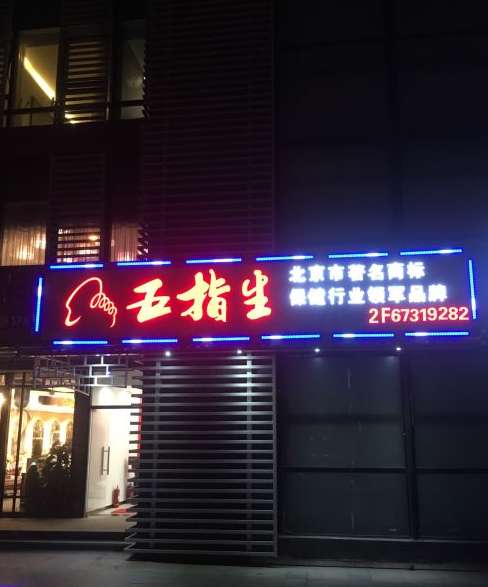 五指生
北京市著名商标
保健行业领军品牌
2F67319282